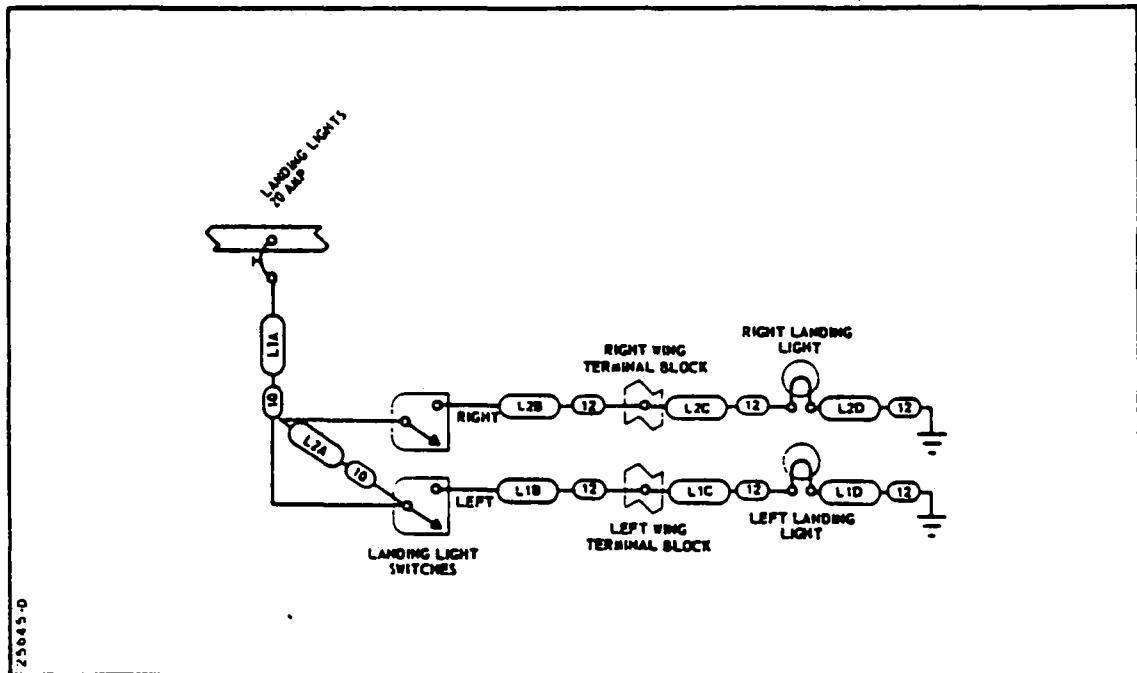 LANDING LIGHTS
20 AMP
L1A
10
L2A
10
RIGHT
L2B
12
RIGHT WING
TERMINAL BLOCK
L2C
12
RIGHT LANDING
LIGHT
L2D
12
LEFT
L1B
12
LEFT WING
TERMINAL BLOCK
L1C
12
LEFT LANDING
LIGHT
L1D
12
LANDING LIGHT
SWITCHES
25645-D